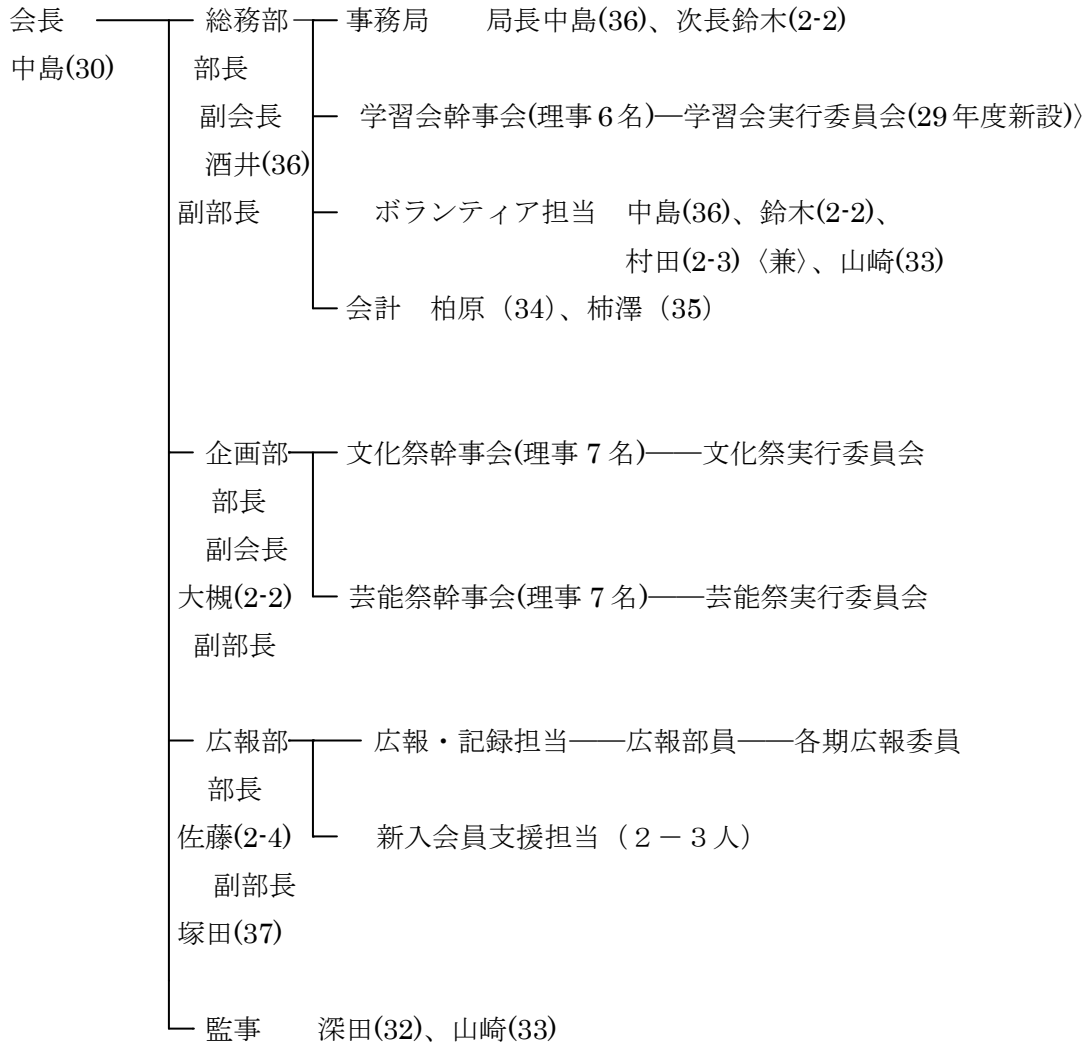 会長 総務部 事務局 局長中島(36)、次長鈴木(2-2)
中島(30) 部長
副会長 学習会幹事会(理事6名)―学習会実行委員会(29年度新設)〉
酒井(36)
副部長 ボランティア担当 中島(36)、鈴木(2-2)、
村田(2-3)〈兼〉、山崎(33)
会計 柏原(34)、柿澤(35)
企画部 文化祭幹事会(理事7名)――文化祭実行委員会
部長
副会長
大槻(2-2) 芸能祭幹事会(理事7名)――芸能祭実行委員会
副部長
広報部 広報・記録担当――広報部員――各期広報委員
部長
佐藤(2-4) 新入会員支援担当(2-3人)
副部長
塚田(37)
監事 深田(32)、山崎(33)